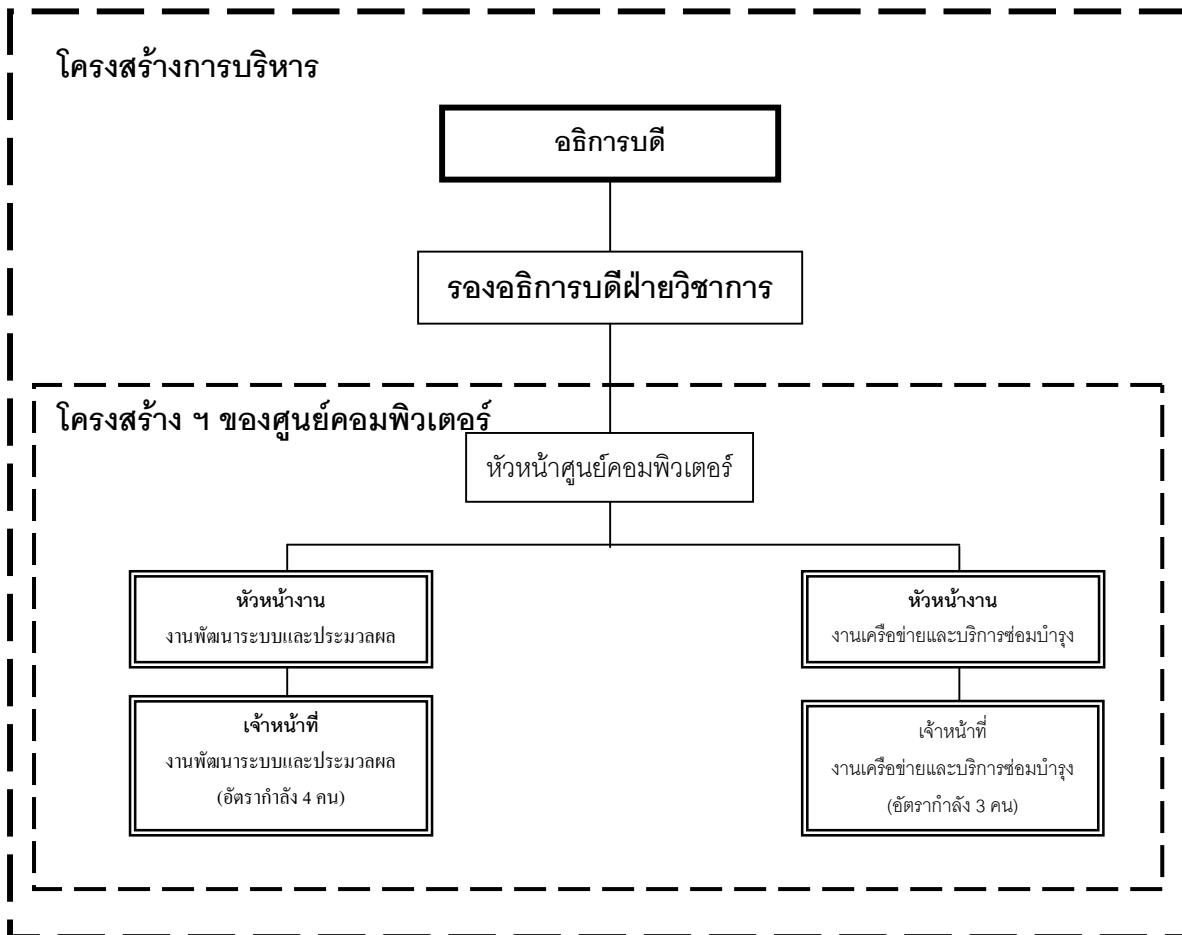 โครงสร้างการบริหาร
อธิการบดี
รองอธิการบดีฝ่ายวิชาการ
โครงสร้าง ฯ ของศูนย์คอมพิวเตอร์
หัวหน้าศูนย์คอมพิวเตอร์
หัวหน้างาน
งานพัฒนาระบบและประมวลผล
เจ้าหน้าที่
งานพัฒนาระบบและประมวลผล
(อัตรากำลัง 4 คน)
หัวหน้างาน
งานเครือข่ายและบริการซ่อมบำรุง
เจ้าหน้าที่
งานเครือข่ายและบริการซ่อมบำรุง
(อัตรากำลัง 3 คน)